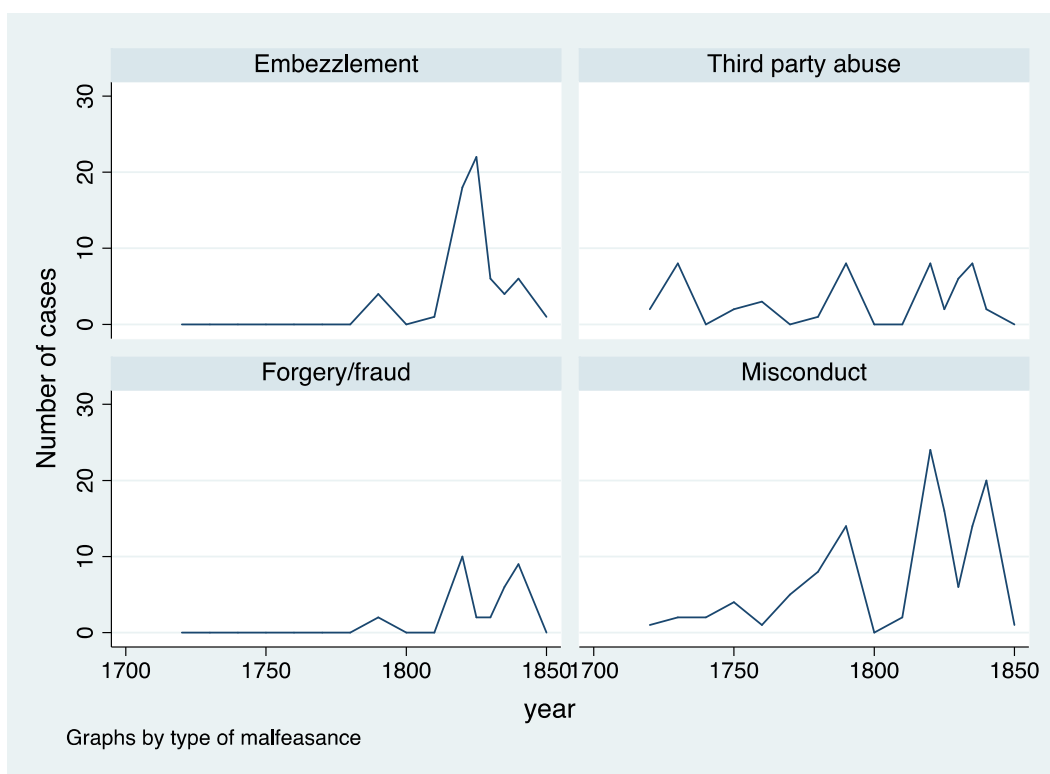 Embezzlement
Third party abuse
30
20
10
0
Forgery/fraud
Misconduct
30
20
10
0
Number of cases
1700
1750
1800
1850
1700
1750
1800
1850
year
Graphs by type of malfeasance